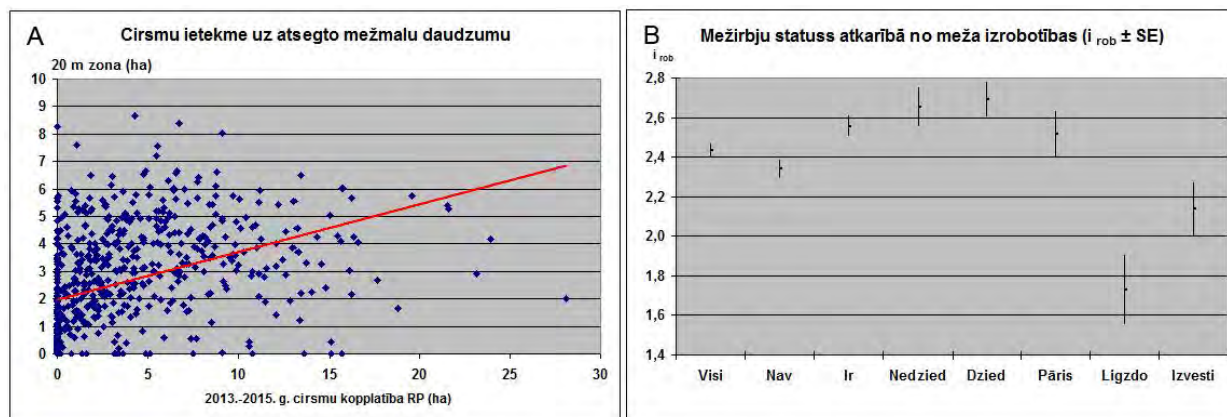 A
Cirsmu ietekme uz atsegto mežmalu daudzumu
20 m zona (ha)
10
9
8
7
6
5
4
3
2
1
0
0 5 10 15 20 25 30
2013.-2015. g. cirsmu kopplatība RP (ha)
B
Mežirbju statuss atkarībā no meža izrobotības (i rob ± SE)
i rob
2,8
2,6
2,4
2,2
2,0
1,8
1,6
1,4
Visi Nav Ir Nedzied Dzied Pāris Ligzdo Izvesti